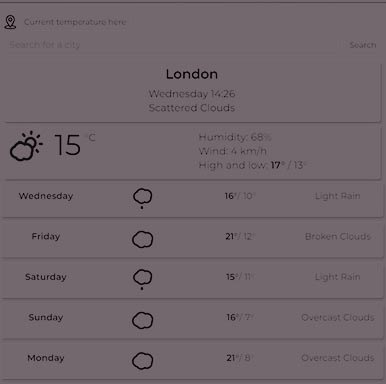 Current temperature here
Search for a city
Search
London
Wednesday 14:26
Scattered Clouds
15 °C
Humidity: 68%
Wind: 4 km/h
High and low: 17° / 13°
Wednesday 16°/ 10° Light Rain
Friday 21°/ 12° Broken Clouds
Saturday 15°/ 11° Light Rain
Sunday 16°/ 7° Overcast Clouds
Monday 21°/ 8° Overcast Clouds